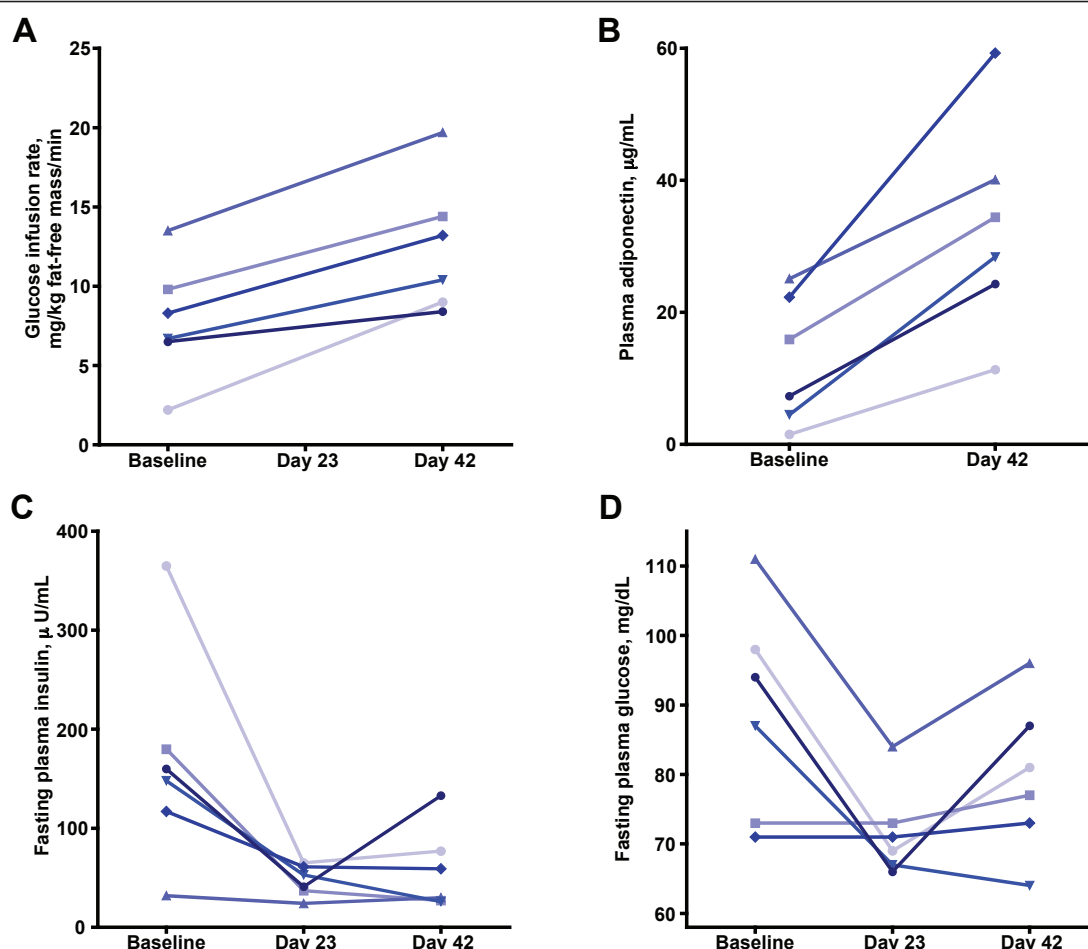 A
Glucose infusion rate,
mg/kg fat-free mass/min
25
20
15
10
5
0
Baseline
Day 23
Day 42
B
Plasma adiponectin, μg/mL
60
40
20
0
Baseline
Day 42
C
Fasting plasma insulin, μU/mL
400
300
200
100
0
Baseline
Day 23
Day 42
D
Fasting plasma glucose, mg/dL
110
100
90
80
70
60
Baseline
Day 23
Day 42